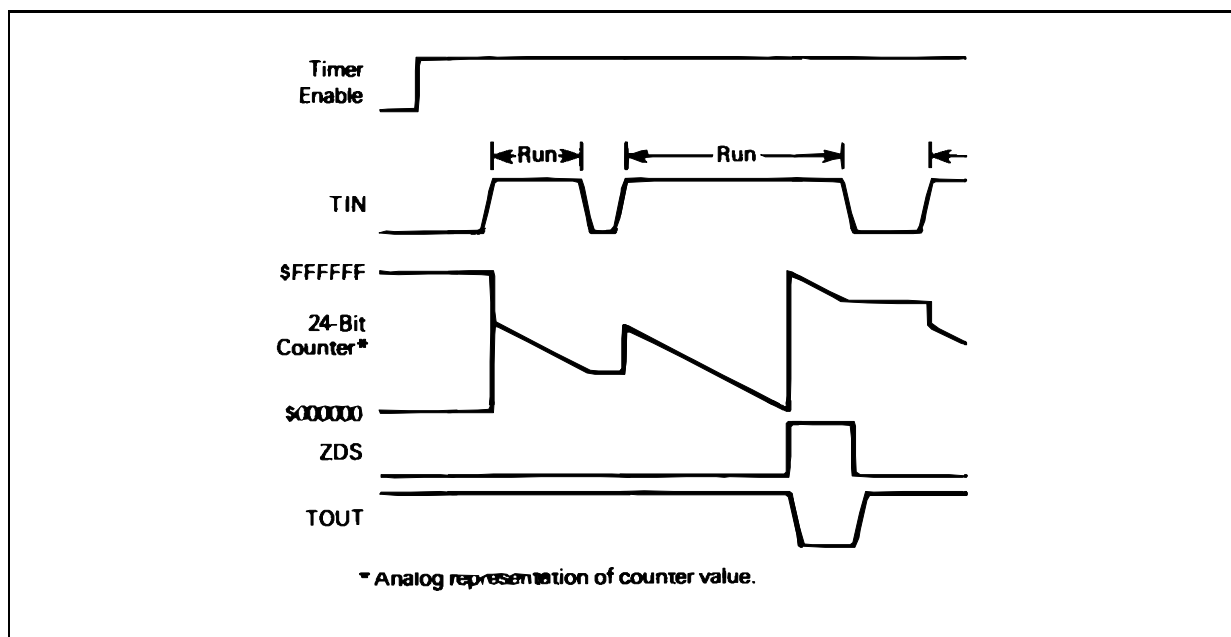 Timer
Enable
Run
Run
TIN
$FFFFFF
24-Bit
Counter*
$000000
ZDS
TOUT
* Analog representation of counter value.